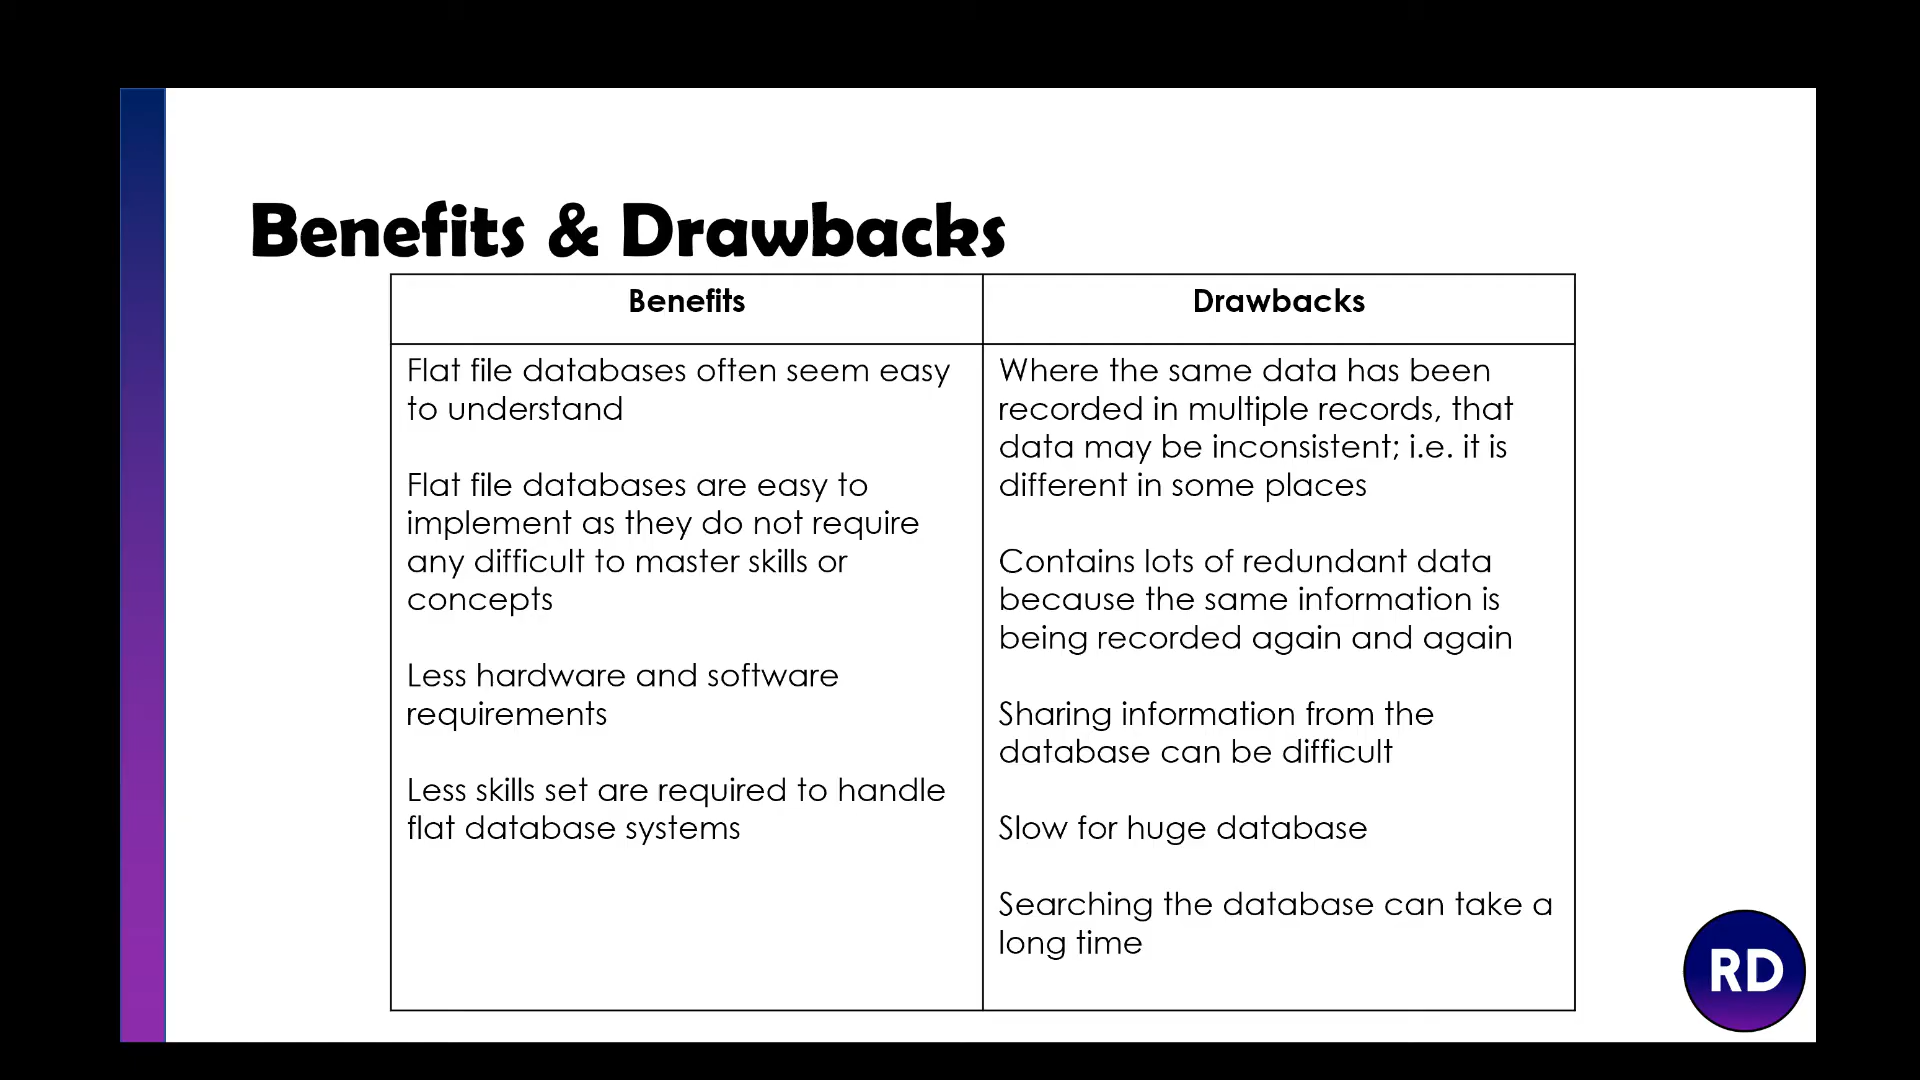 Benefits & Drawbacks
Benefits
Drawbacks
Flat file databases often seem easy
to understand
Flat file databases are easy to
implement as they do not require
any difficult to master skills or
concepts
Less hardware and software
requirements
Less skills set are required to handle
flat database systems
Where the same data has been
recorded in multiple records, that
data may be inconsistent; i.e. it is
different in some places
Contains lots of redundant data
because the same information is
being recorded again and again
Sharing information from the
database can be difficult
Slow for huge database
Searching the database can take a
long time
RD